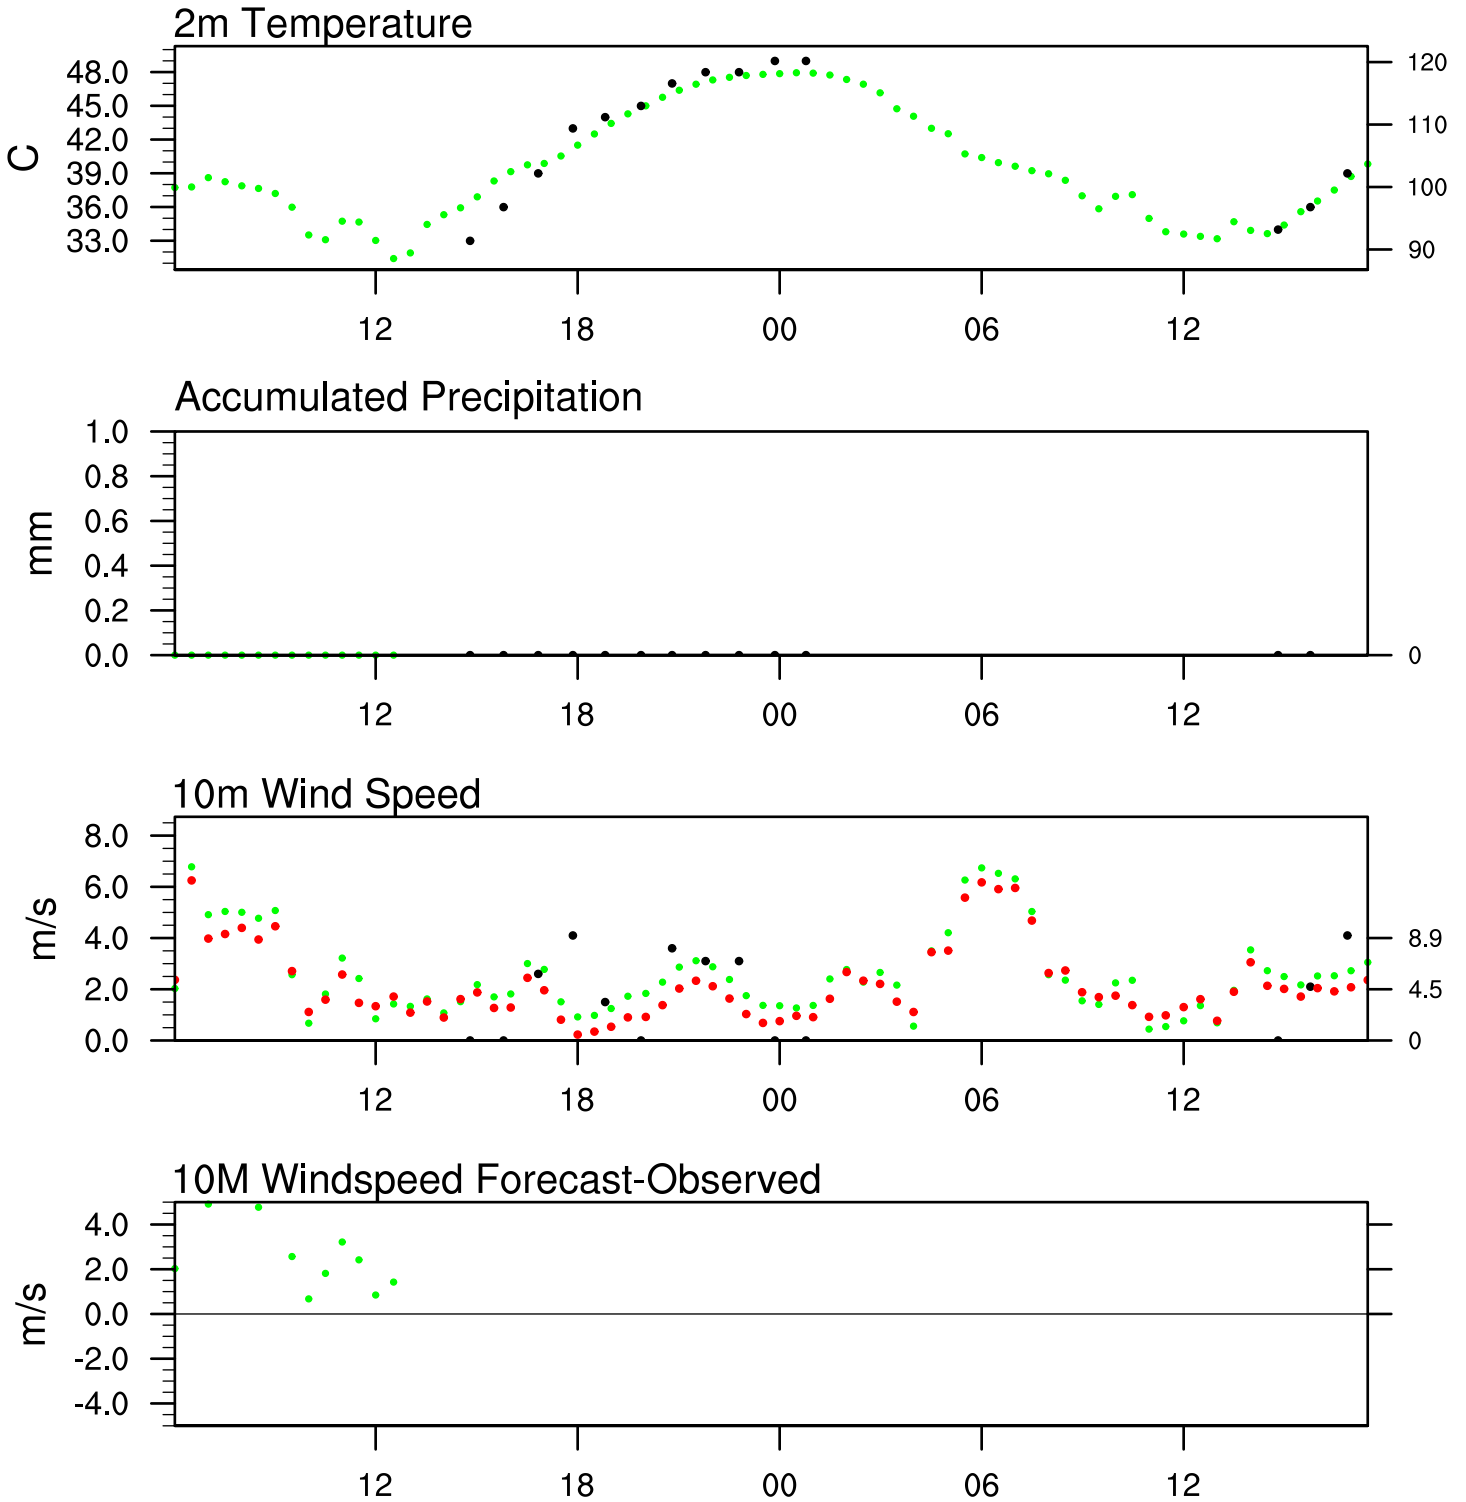 2m Temperature
48.0
45.0
42.0
39.0
36.0
33.0
C
120
110
100
90
12 18 00 06 12
Accumulated Precipitation
1.0
0.8
0.6
0.4
0.2
0.0
mm
0
12 18 00 06 12
10m Wind Speed
8.0
6.0
4.0
2.0
0.0
m/s
8.9
4.5
0
12 18 00 06 12
10M Windspeed Forecast-Observed
4.0
2.0
0.0
-2.0
-4.0
m/s
12 18 00 06 12